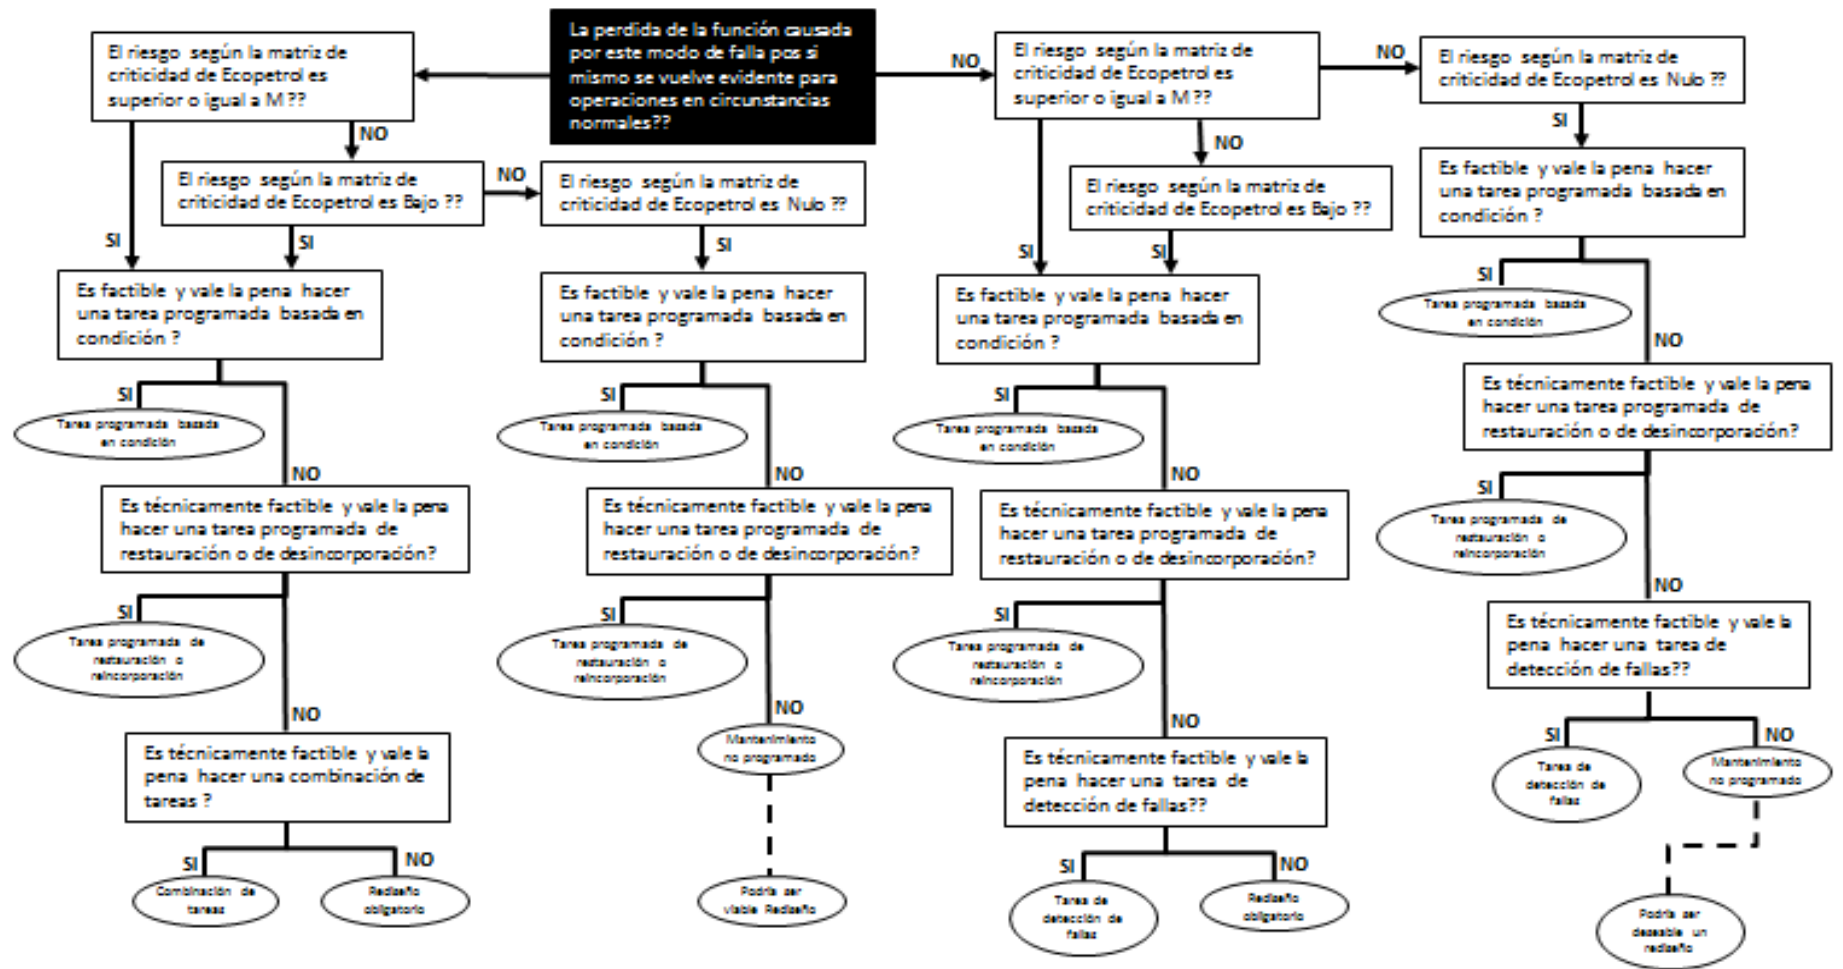 La perdida de la función causada
por este modo de falla pos si
mismo se vuelve evidente para
operaciones en circunstancias
normales??
El riesgo según la matriz de
criticidad de Ecopetrol es
superior o igual a M ??
NO
El riesgo según la matriz de
criticidad de Ecopetrol es Bajo ??
NO
El riesgo según la matriz de
criticidad de Ecopetrol es Nulo ??
SI
SI
SI
Es factible y vale la pena hacer
una tarea programada basada en
condición ?
SI
Tarea programada basada
en condición
NO
Es técnicamente factible y vale la pena
hacer una tarea programada de
restauración o de desincorporación?
SI
Tarea programada de
restauración o
reincorporación
NO
Es técnicamente factible y vale la
pena hacer una combinación de
tareas ?
SI
Combinación de
tareas
NO
Rediseño
obligatorio
Es factible y vale la pena hacer
una tarea programada basada en
condición ?
SI
Tarea programada basada
en condición
NO
Es técnicamente factible y vale la pena
hacer una tarea programada de
restauración o de desincorporación?
SI
Tarea programada de
restauración o
reincorporación
NO
Mantenimiento
no programado
Podría ser
viable Rediseño
NO
El riesgo según la matriz de
criticidad de Ecopetrol es
superior o igual a M ??
NO
El riesgo según la matriz de
criticidad de Ecopetrol es Bajo ??
SI
SI
Es factible y vale la pena hacer
una tarea programada basada en
condición ?
SI
Tarea programada basada
en condición
NO
Es técnicamente factible y vale la pena
hacer una tarea programada de
restauración o de desincorporación?
SI
Tarea programada de
restauración o
reincorporación
NO
Es técnicamente factible y vale la
pena hacer una tarea de
detección de fallas??
SI
Tarea de
detección de
fallas
NO
Rediseño
obligatorio
NO
El riesgo según la matriz de
criticidad de Ecopetrol es Nulo ??
SI
Es factible y vale la pena hacer
una tarea programada basada en
condición ?
SI
Tarea programada basada
en condición
NO
Es técnicamente factible y vale la pena
hacer una tarea programada de
restauración o de desincorporación?
SI
Tarea programada de
restauración o
reincorporación
NO
Es técnicamente factible y vale la
pena hacer una tarea de
detección de fallas??
SI
Tarea de
detección de
fallas
NO
Mantenimiento
no programado
Podría ser
deseable un
rediseño